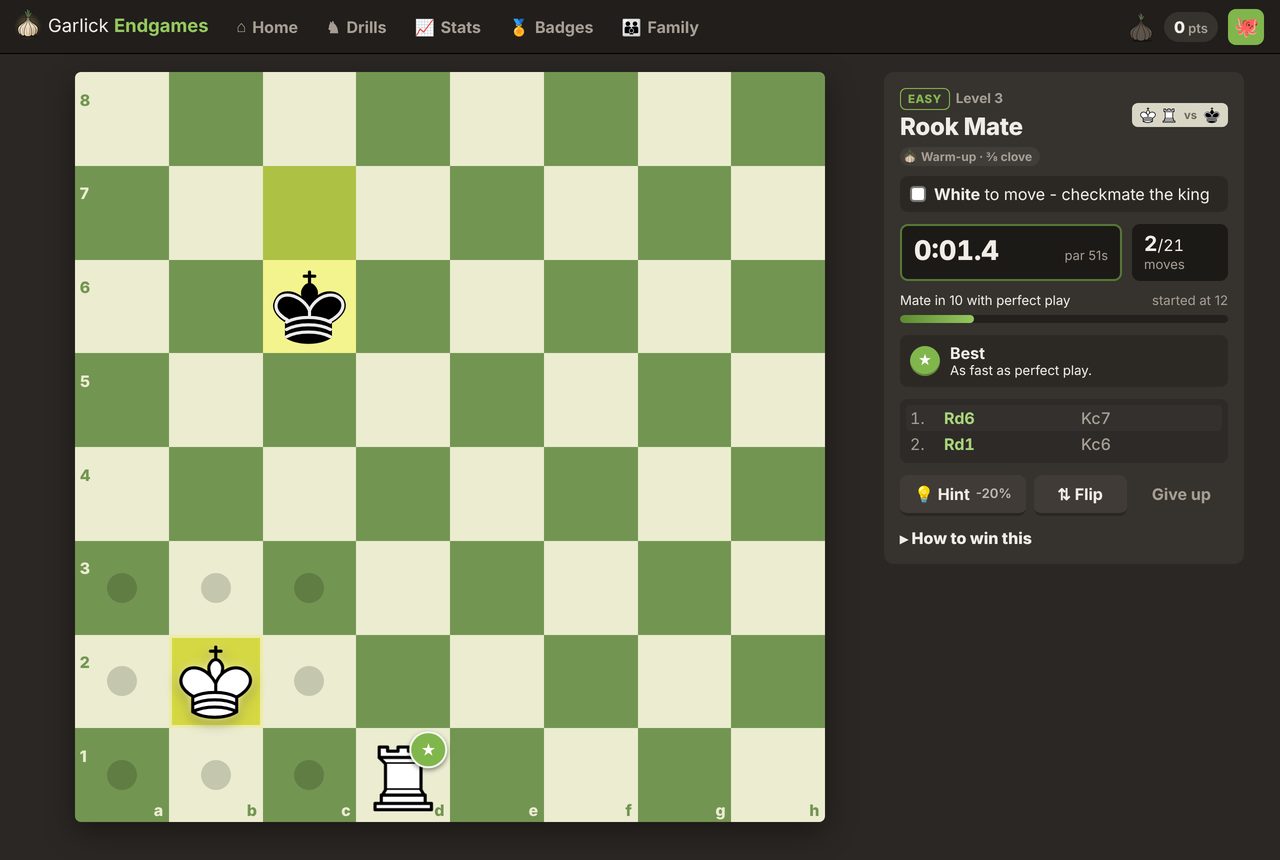 Garlick Endgames
Home
Drills
Stats
Badges
Family
0 pts
8
7
6
5
4
3
2
1
a b c d e f g h
EASY Level 3
Rook Mate
vs
Warm-up · ⅜ clove
White to move - checkmate the king
0:01.4 par 51s
2/21
moves
Mate in 10 with perfect play started at 12
Best
As fast as perfect play.
1. Rd6 Kc7
2. Rd1 Kc6
Hint -20%
Flip
Give up
How to win this